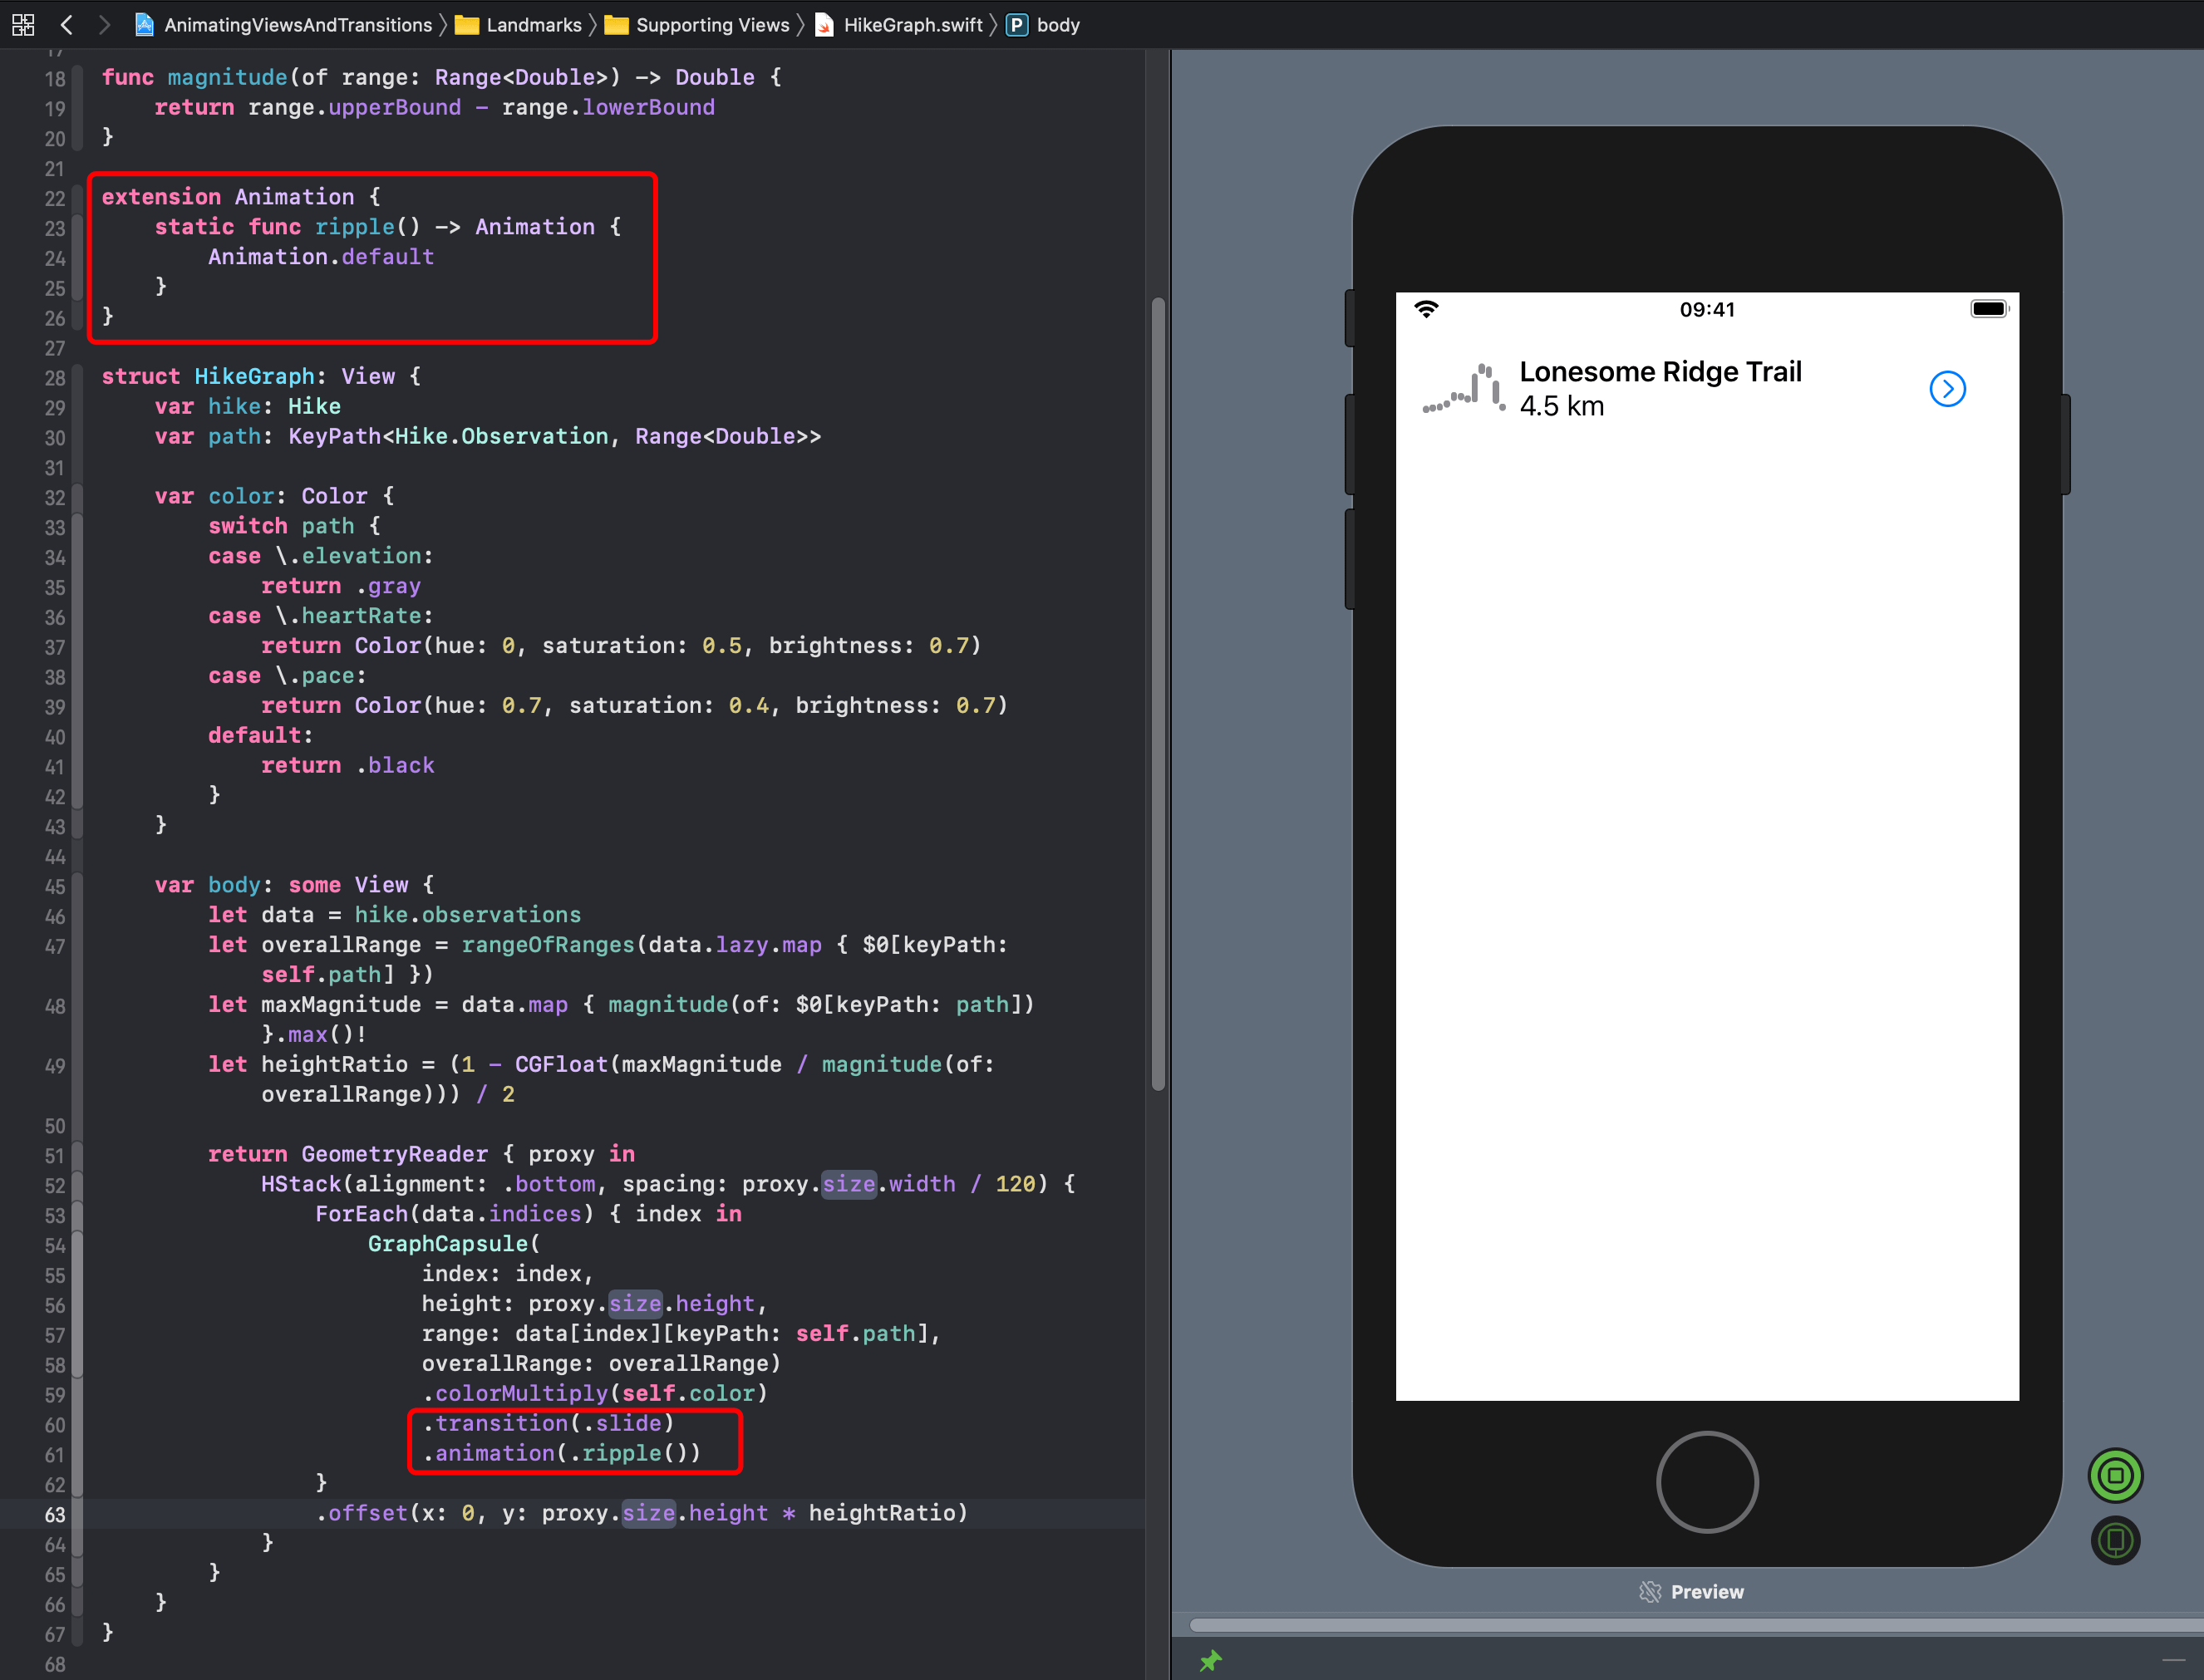 AnimatingViewsAndTransitions 〉 Landmarks 〉 Supporting Views 〉 HikeGraph.swift 〉 P body
17
18 func magnitude(of range: Range<Double>) -> Double {
19     return range.upperBound - range.lowerBound
20 }
21
22 extension Animation {
23     static func ripple() -> Animation {
24         Animation.default
25     }
26 }
27
28 struct HikeGraph: View {
29     var hike: Hike
30     var path: KeyPath<Hike.Observation, Range<Double>>
31
32     var color: Color {
33         switch path {
34         case \.elevation:
35             return .gray
36         case \.heartRate:
37             return Color(hue: 0, saturation: 0.5, brightness: 0.7)
38         case \.pace:
39             return Color(hue: 0.7, saturation: 0.4, brightness: 0.7)
40         default:
41             return .black
42         }
43     }
44
45     var body: some View {
46         let data = hike.observations
47         let overallRange = rangeOfRanges(data.lazy.map { $0[keyPath:
            self.path] })
48         let maxMagnitude = data.map { magnitude(of: $0[keyPath: path])
            }.max()!
49         let heightRatio = (1 - CGFloat(maxMagnitude / magnitude(of:
            overallRange))) / 2
50
51         return GeometryReader { proxy in
52             HStack(alignment: .bottom, spacing: proxy.size.width / 120) {
53                 ForEach(data.indices) { index in
54                     GraphCapsule(
55                         index: index,
56                         height: proxy.size.height,
57                         range: data[index][keyPath: self.path],
58                         overallRange: overallRange)
59                         .colorMultiply(self.color)
60                         .transition(.slide)
61                         .animation(.ripple())
62                 }
63                 .offset(x: 0, y: proxy.size.height * heightRatio)
64             }
65         }
66     }
67 }
68
09:41
Lonesome Ridge Trail
4.5 km
Preview